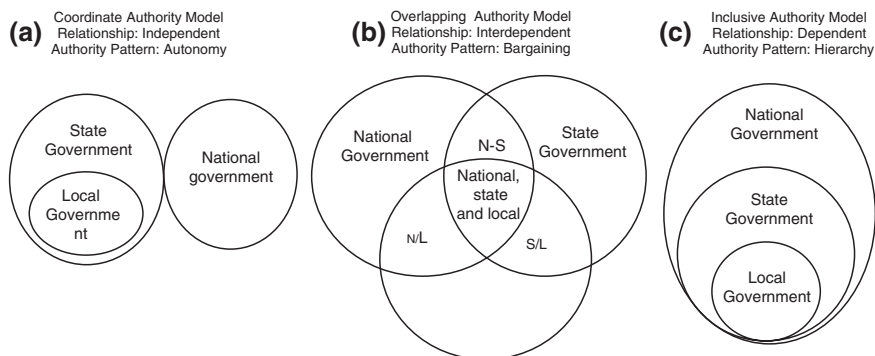 (a)
Coordinate Authority Model
Relationship: Independent
Authority Pattern: Autonomy
State
Government
Local
Governme
nt
National
government
(b)
Overlapping Authority Model
Relationship: Interdependent
Authority Pattern: Bargaining
National
Government
N-S
State
Government
National,
state
and local
N/L
S/L
(c)
Inclusive Authority Model
Relationship: Dependent
Authority Pattern: Hierarchy
National
Government
State
Government
Local
Government